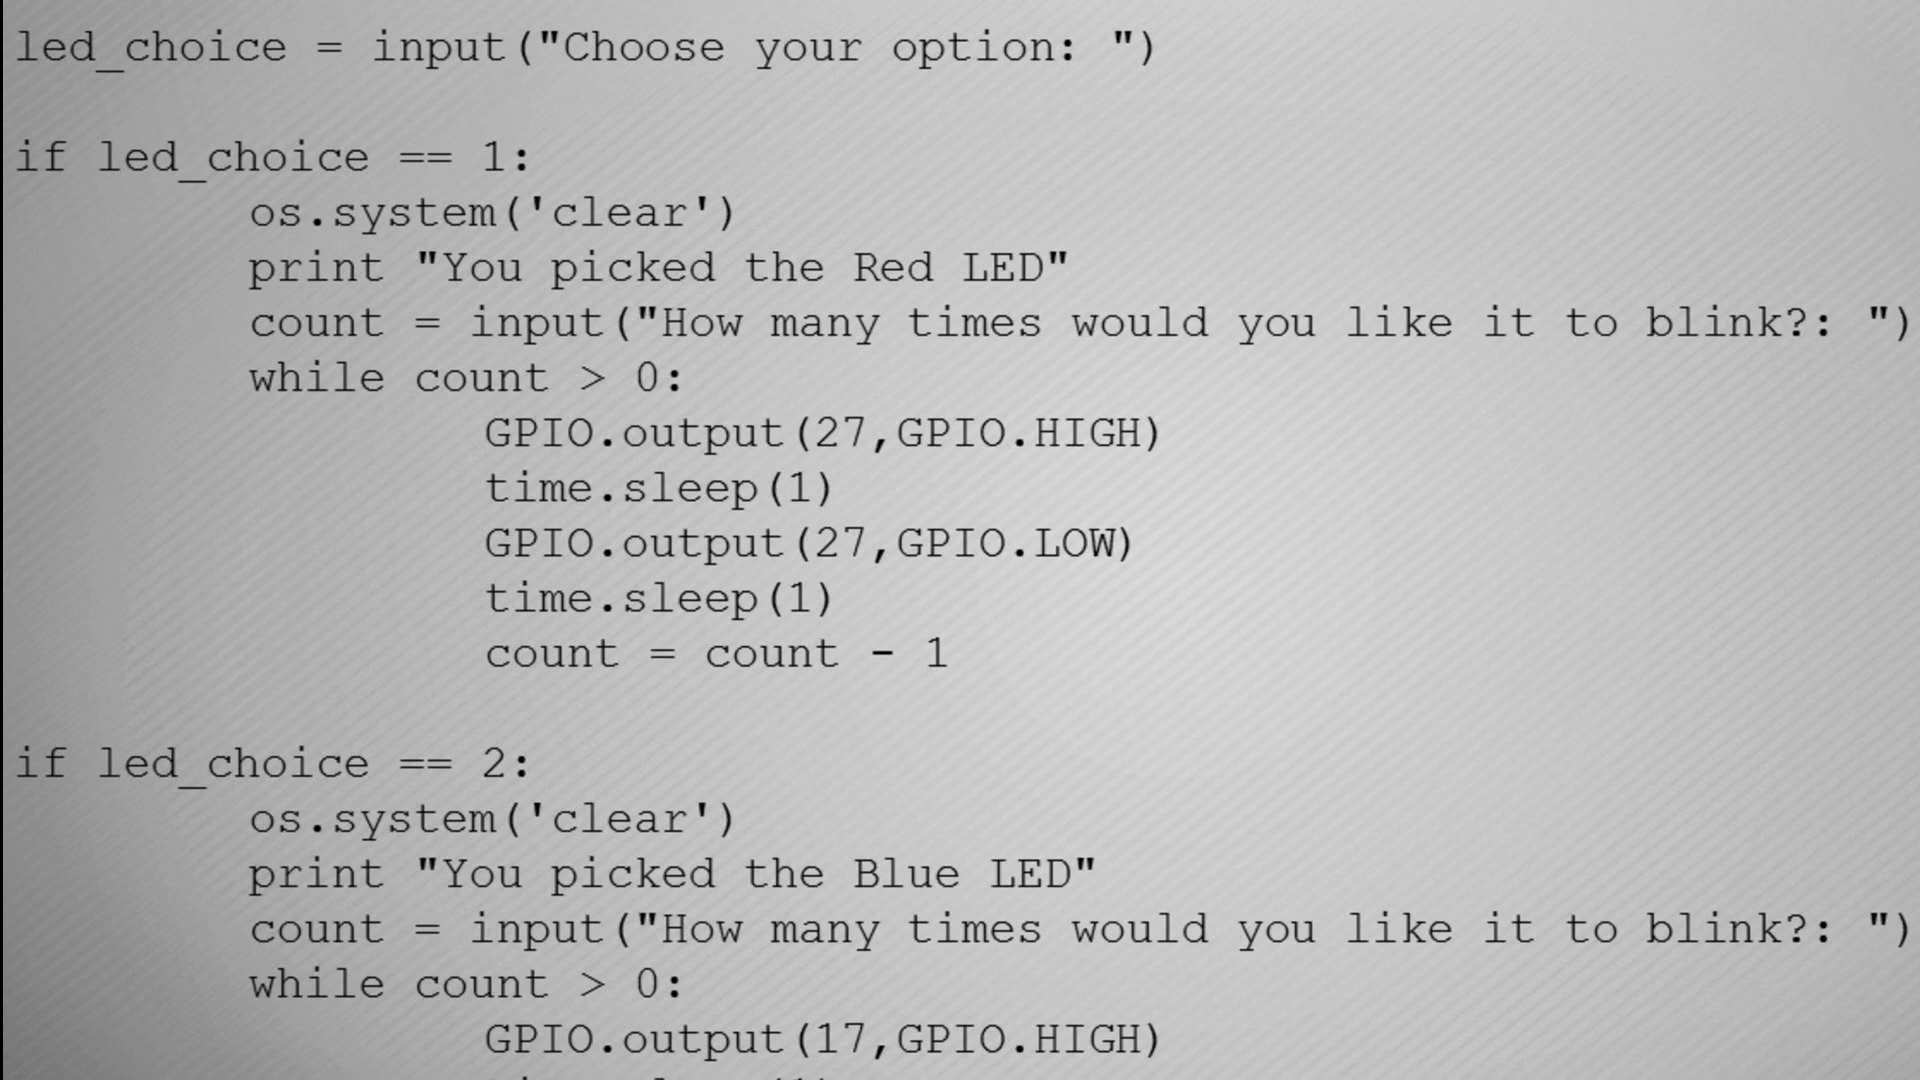 led_choice = input("Choose your option: ")
if led_choice == 1:
os.system('clear')
print "You picked the Red LED"
count = input("How many times would you like it to blink?: ")
while count > 0:
GPIO.output(27,GPIO.HIGH)
time.sleep(1)
GPIO.output(27,GPIO.LOW)
time.sleep(1)
count = count - 1
if led_choice == 2:
os.system('clear')
print "You picked the Blue LED"
count = input("How many times would you like it to blink?: ")
while count > 0:
GPIO.output(17,GPIO.HIGH)